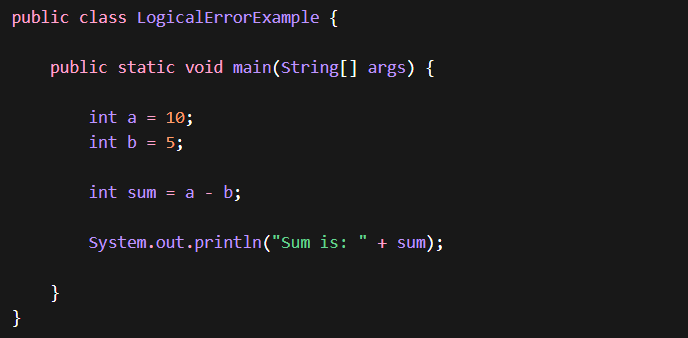 public class LogicalErrorExample {
public static void main(String[] args) {
int a = 10;
int b = 5;
int sum = a - b;
System.out.println("Sum is: " + sum);
}
}